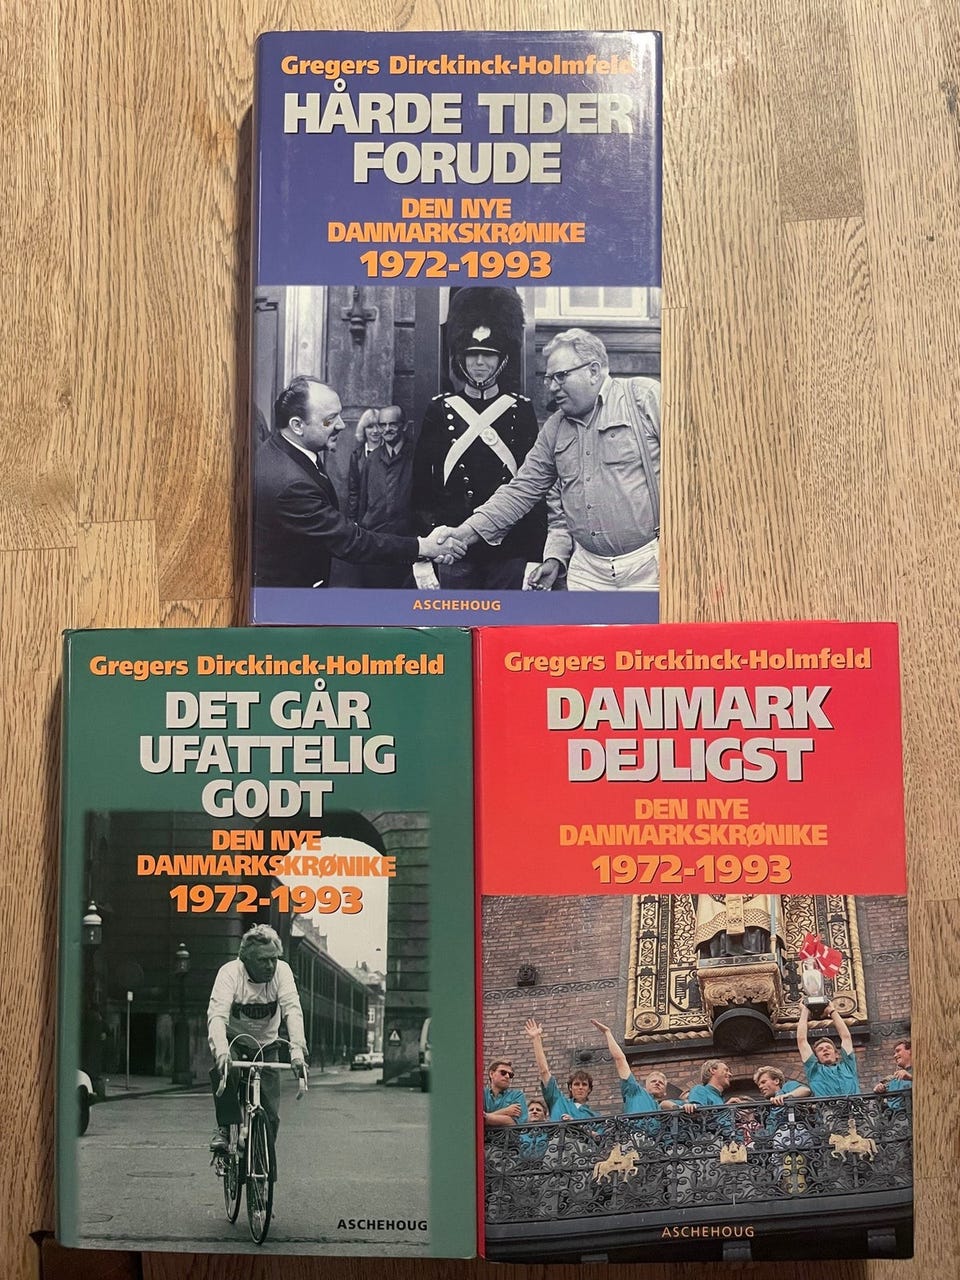 Gregers Dirckinck-Holmfeld
HÅRDE TIDER
FORUDE
DEN NYE
DANMARKSKRØNIKE
1972-1993
ASCHEHOUG
Gregers Dirckinck-Holmfeld
DET GÅR
UFATTELIG
GODT
DEN NYE
DANMARKSKRØNIKE
1972-1993
ASCHEHOUG
Gregers Dirckinck-Holmfeld
DANMARK
DEJLIGST
DEN NYE
DANMARKSKRØNIKE
1972-1993
ASCHEHOUG